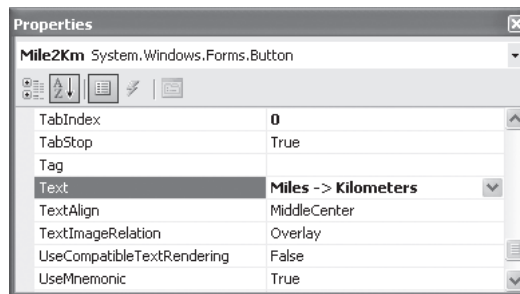 Properties
Mile2Km System.Windows.Forms.Button
TabIndex 0
TabStop True
Tag
Text Miles -> Kilometers
TextAlign MiddleCenter
TextImageRelation Overlay
UseCompatibleTextRendering False
UseMnemonic True